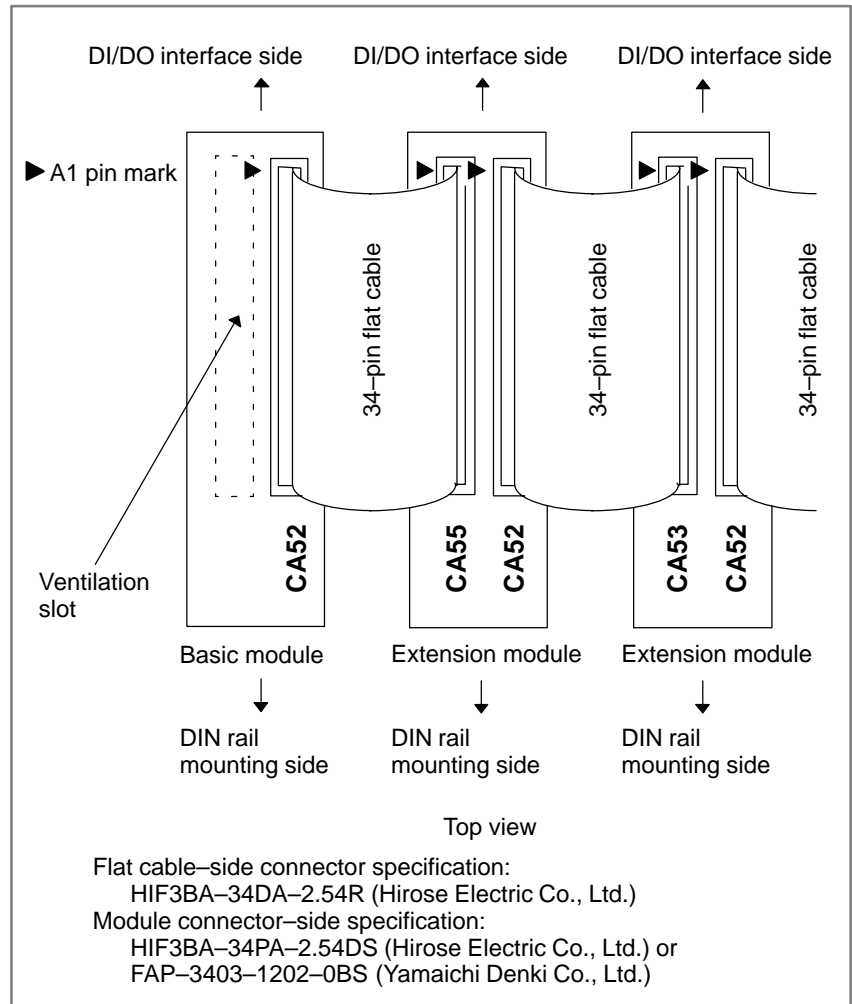 DI/DO interface side
DI/DO interface side
DI/DO interface side
A1 pin mark
34–pin flat cable
34–pin flat cable
34–pin flat cable
CA52
CA55
CA52
CA53
CA52
Ventilation
slot
Basic module
Extension module
Extension module
DIN rail
mounting side
DIN rail
mounting side
DIN rail
mounting side
Top view
Flat cable–side connector specification:
HIF3BA–34DA–2.54R (Hirose Electric Co., Ltd.)
Module connector–side specification:
HIF3BA–34PA–2.54DS (Hirose Electric Co., Ltd.) or
FAP–3403–1202–0BS (Yamaichi Denki Co., Ltd.)